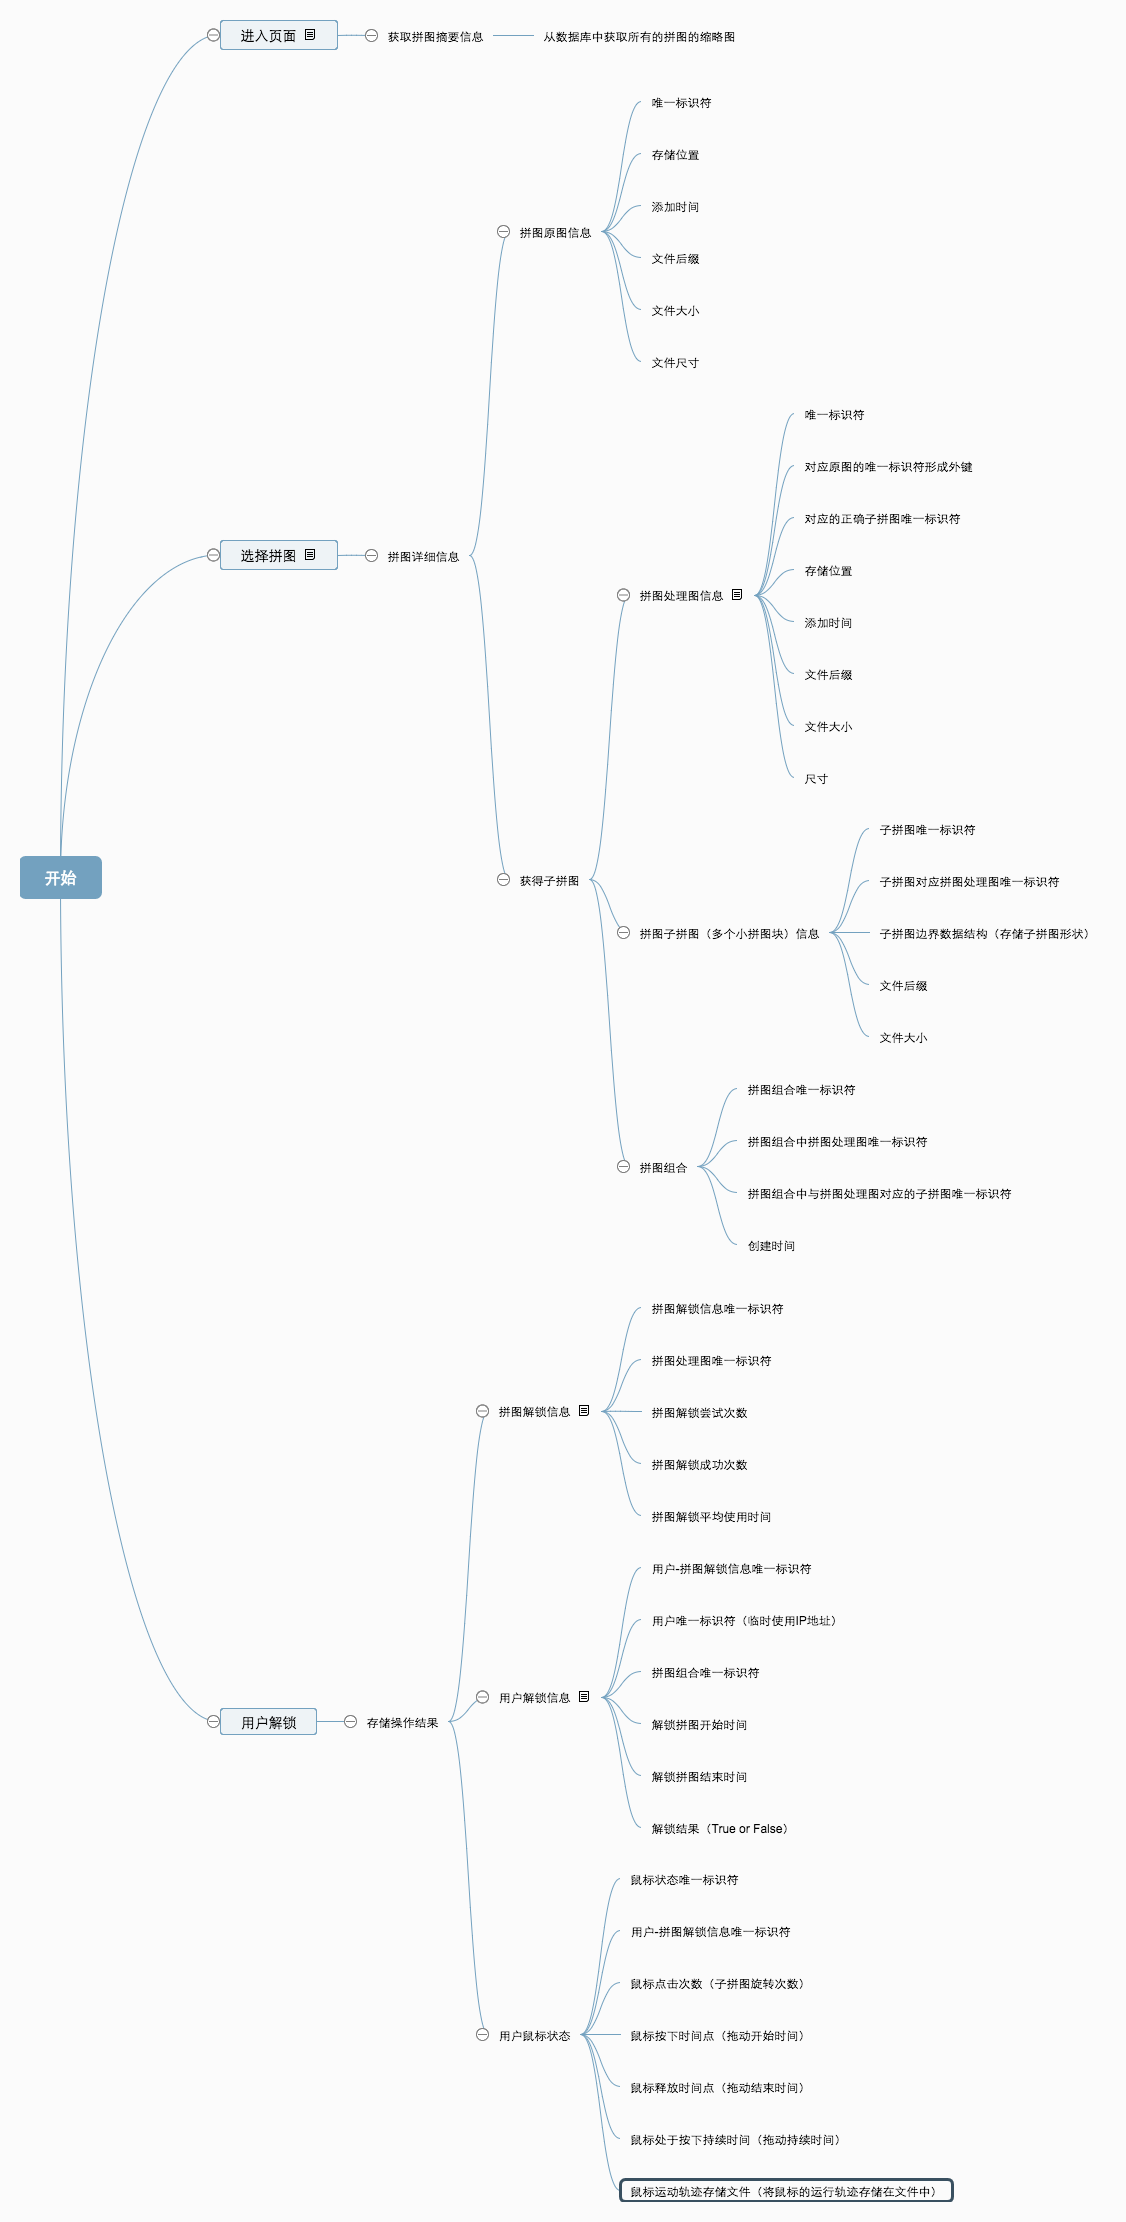 进入页面
获取拼图摘要信息
从数据库中获取所有的拼图的缩略图
唯一标识符
存储位置
添加时间
拼图原图信息
文件后缀
文件大小
文件尺寸
唯一标识符
对应原图的唯一标识符形成外键
对应的正确子拼图唯一标识符
选择拼图
拼图详细信息
存储位置
拼图处理图信息
添加时间
文件后缀
文件大小
尺寸
子拼图唯一标识符
开始
获得子拼图
子拼图对应拼图处理图唯一标识符
拼图子拼图（多个小拼图块）信息
子拼图边界数据结构（存储子拼图形状）
文件后缀
文件大小
拼图组合唯一标识符
拼图组合中拼图处理图唯一标识符
拼图组合
拼图组合中与拼图处理图对应的子拼图唯一标识符
创建时间
拼图解锁信息唯一标识符
拼图处理图唯一标识符
拼图解锁信息
拼图解锁尝试次数
拼图解锁成功次数
拼图解锁平均使用时间
用户-拼图解锁信息唯一标识符
用户唯一标识符（临时使用IP地址）
拼图组合唯一标识符
用户解锁信息
用户解锁
存储操作结果
解锁拼图开始时间
解锁拼图结束时间
解锁结果（True or False）
鼠标状态唯一标识符
用户-拼图解锁信息唯一标识符
鼠标点击次数（子拼图旋转次数）
用户鼠标状态
鼠标按下时间点（拖动开始时间）
鼠标释放时间点（拖动结束时间）
鼠标处于按下持续时间（拖动持续时间）
鼠标运动轨迹存储文件（将鼠标的运行轨迹存储在文件中）